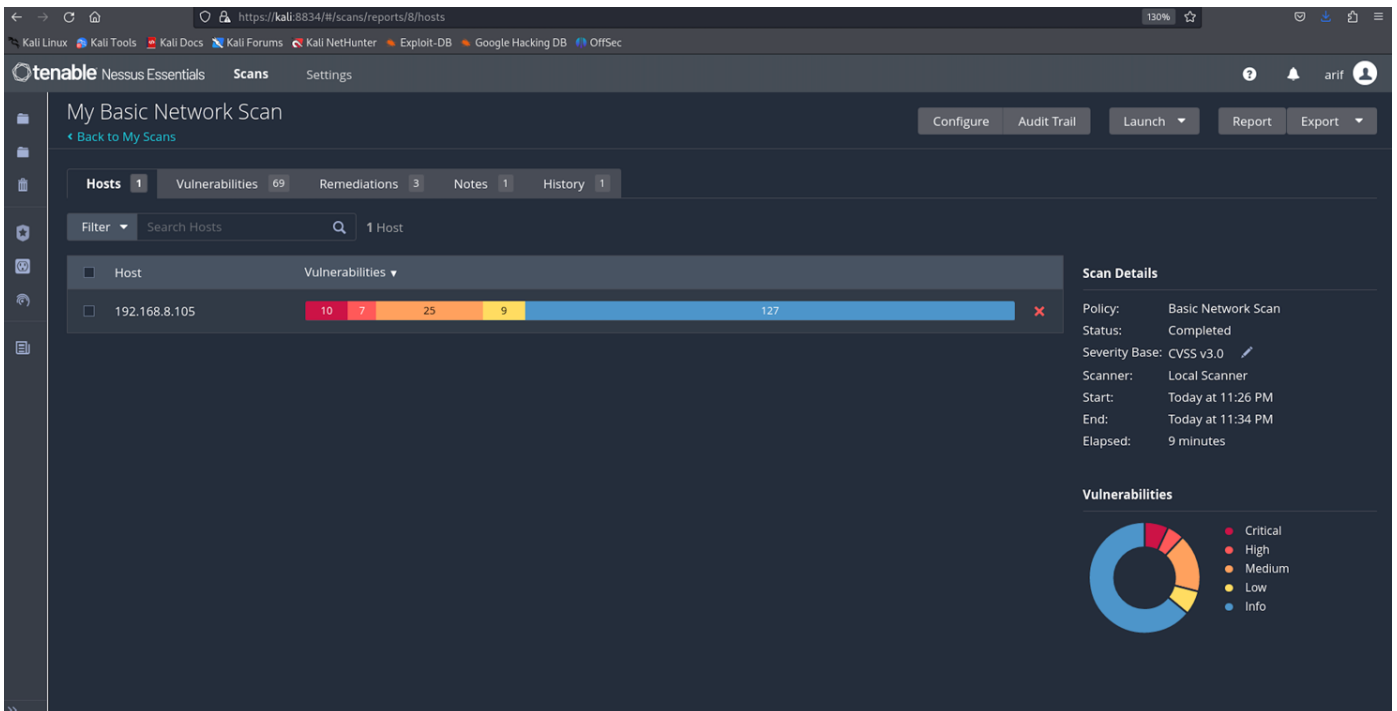 https://kali:8834/#/scans/reports/8/hosts 130%
Kali Linux Kali Tools Kali Docs Kali Forums Kali NetHunter Exploit-DB Google Hacking DB OffSec
tenable Nessus Essentials Scans Settings ? arif
My Basic Network Scan
Configure Audit Trail Launch Report Export
Back to My Scans
Hosts 1 Vulnerabilities 69 Remediations 3 Notes 1 History 1
Filter Search Hosts 1 Host
Host Vulnerabilities
192.168.8.105 10 7 25 9 127
Scan Details
Policy: Basic Network Scan
Status: Completed
Severity Base: CVSS v3.0
Scanner: Local Scanner
Start: Today at 11:26 PM
End: Today at 11:34 PM
Elapsed: 9 minutes
Vulnerabilities
Critical
High
Medium
Low
Info